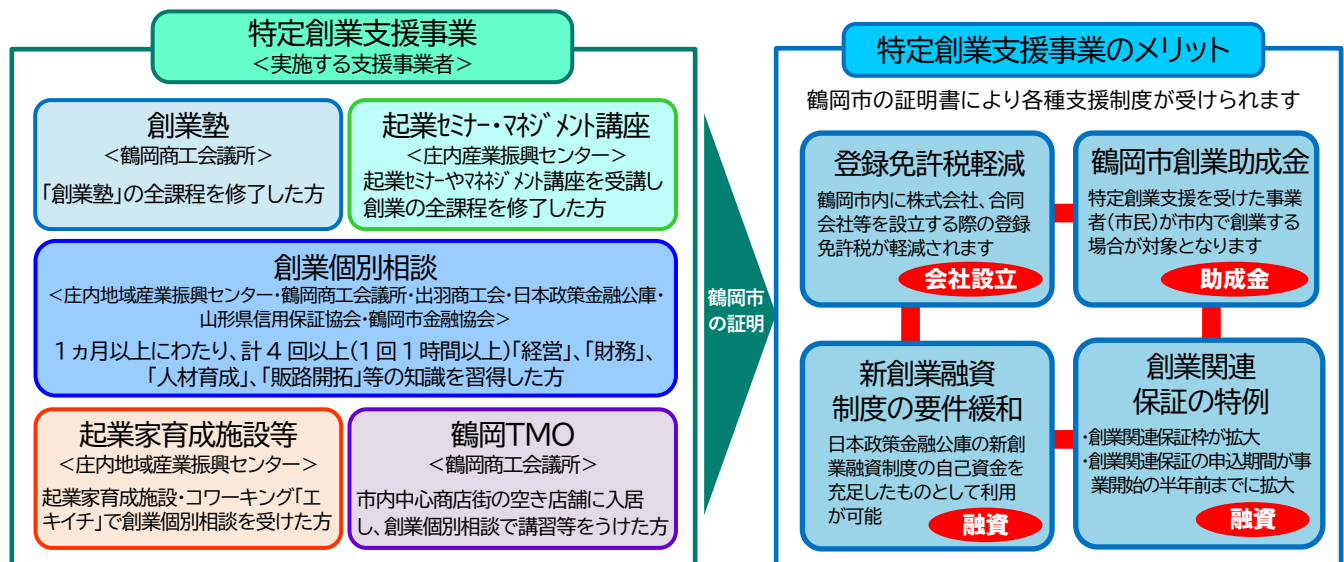 特定創業支援事業
<実施する支援事業者>
創業塾
<鶴岡商工会議所>
「創業塾」の全課程を修了した方
起業ｾﾐﾅｰ・ﾏﾈｼﾞﾒﾝﾄ講座
<庄内産業振興センター>
起業ｾﾐﾅｰやﾏﾈﾈｼﾞﾒﾝﾄ講座を受講し
創業の全課程を修了した方
創業個別相談
<庄内地域産業振興センター・鶴岡商工会議所・出羽商工会・日本政策金融公庫・
山形県信用保証協会・鶴岡市金融協会>
1ヵ月以上にわたり、計4回以上(1回1時間以上)「経営」、「財務」、
「人材育成」、「販路開拓」等の知識を習得した方
起業家育成施設等
<庄内地域産業振興センター>
起業家育成施設・コワーキング「エ
キイチ」で創業個別相談を受けた方
鶴岡TMO
<鶴岡商工会議所>
市内中心商店街の空き店舗に入居
し、創業個別相談で講習等をうけた方
鶴岡市
の証明
特定創業支援事業のメリット
鶴岡市の証明書により各種支援制度が受けられます
登録免許税軽減
鶴岡市内に株式会社、合同
会社等を設立する際の登録
免許税が軽減されます
会社設立
鶴岡市創業助成金
特定創業支援を受けた事業
者(市民)が市内で創業する
場合が対象となります
助成金
新創業融資
制度の要件緩和
日本政策金融公庫の新創
業融資制度の自己資金を
充足したものとして利用
が可能
融資
創業関連
保証の特例
・創業関連保証枠が拡大
・創業関連保証の申込期間が事
業開始の半年前までに拡大
融資